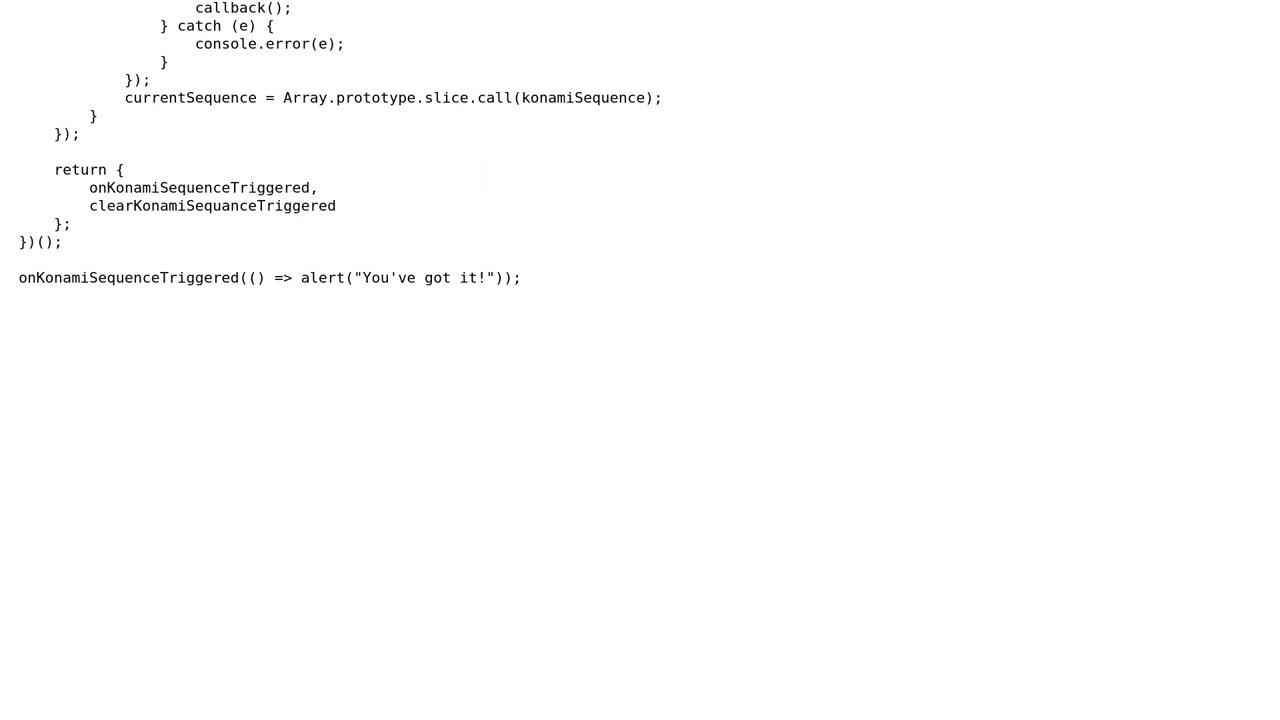 callback();
                } catch (e) {
                    console.error(e);
                }
            });
            currentSequence = Array.prototype.slice.call(konamiSequence);
        }
    });

    return {
        onKonamiSequenceTriggered,
        clearKonamiSequanceTriggered
    };
})();

onKonamiSequenceTriggered(() => alert("You've got it!"));